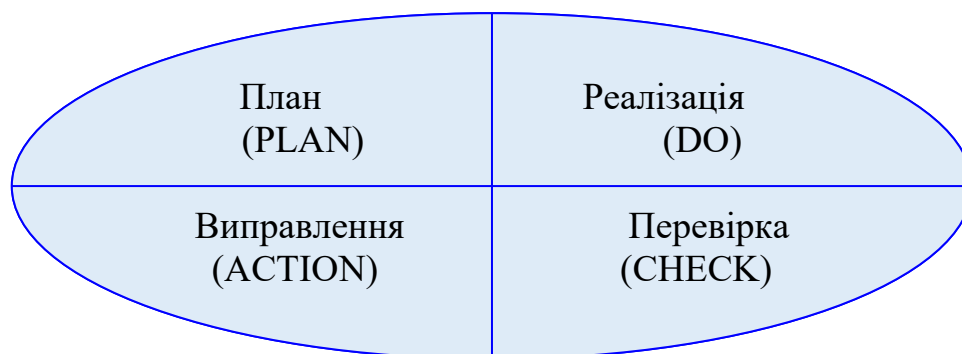 План
(PLAN)
Реалізація
(DO)
Виправлення
(ACTION)
Перевірка
(CHECK)